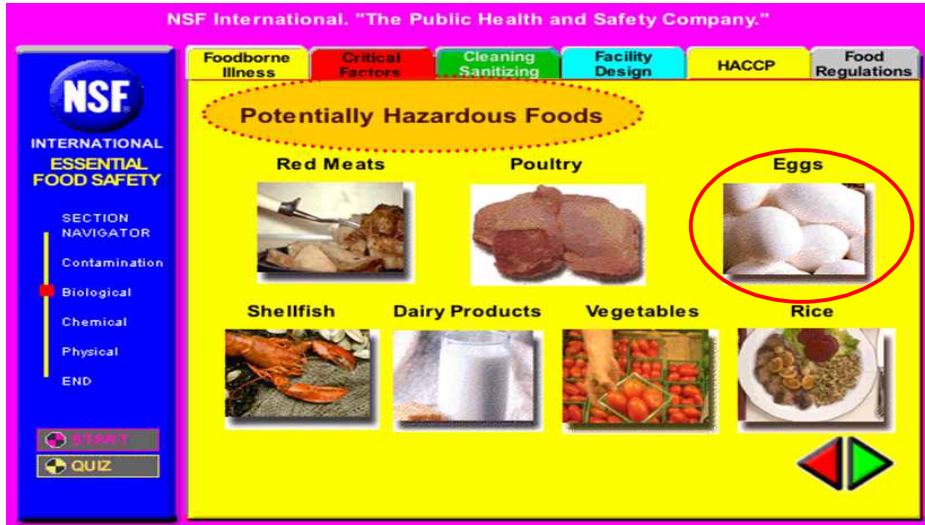 NSF International. "The Public Health and Safety Company."
Foodborne
Illness
Critical
Factors
Cleaning
Sanitizing
Facility
Design
HACCP
Food
Regulations
NSF
INTERNATIONAL
ESSENTIAL
FOOD SAFETY
SECTION
NAVIGATOR
Contamination
Biological
Chemical
Physical
END
START
QUIZ
Potentially Hazardous Foods
Red Meats
Poultry
Eggs
Shellfish
Dairy Products
Vegetables
Rice